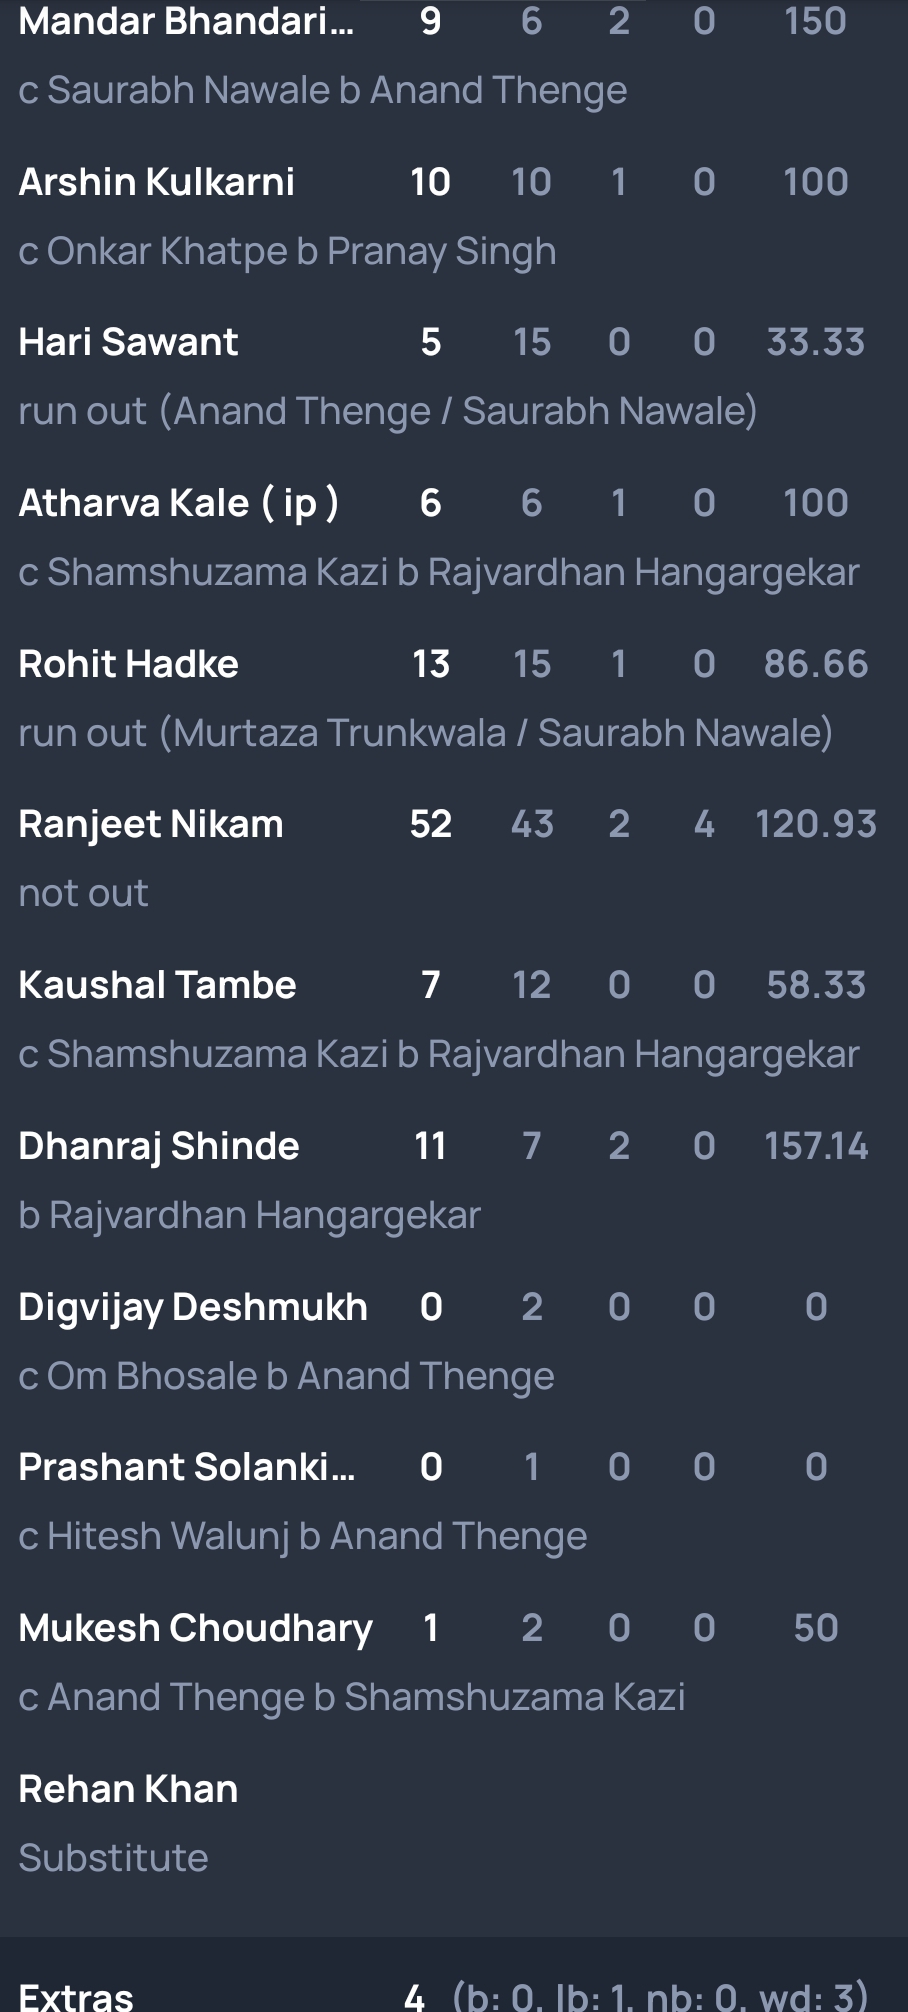 Mandar Bhandari... 9 6 2 0 150
c Saurabh Nawale b Anand Thenge
Arshin Kulkarni 10 10 1 0 100
c Onkar Khatpe b Pranay Singh
Hari Sawant 5 15 0 0 33.33
run out (Anand Thenge / Saurabh Nawale)
Atharva Kale ( ip ) 6 6 1 0 100
c Shamshuzama Kazi b Rajvardhan Hangargekar
Rohit Hadke 13 15 1 0 86.66
run out (Murtaza Trunkwala / Saurabh Nawale)
Ranjeet Nikam 52 43 2 4 120.93
not out
Kaushal Tambe 7 12 0 0 58.33
c Shamshuzama Kazi b Rajvardhan Hangargekar
Dhanraj Shinde 11 7 2 0 157.14
b Rajvardhan Hangargekar
Digvijay Deshmukh 0 2 0 0 0
c Om Bhosale b Anand Thenge
Prashant Solanki... 0 1 0 0 0
c Hitesh Walunj b Anand Thenge
Mukesh Choudhary 1 2 0 0 50
c Anand Thenge b Shamshuzama Kazi
Rehan Khan
Substitute
Extras 4 (b: 0, lb: 1, nb: 0, wd: 3)